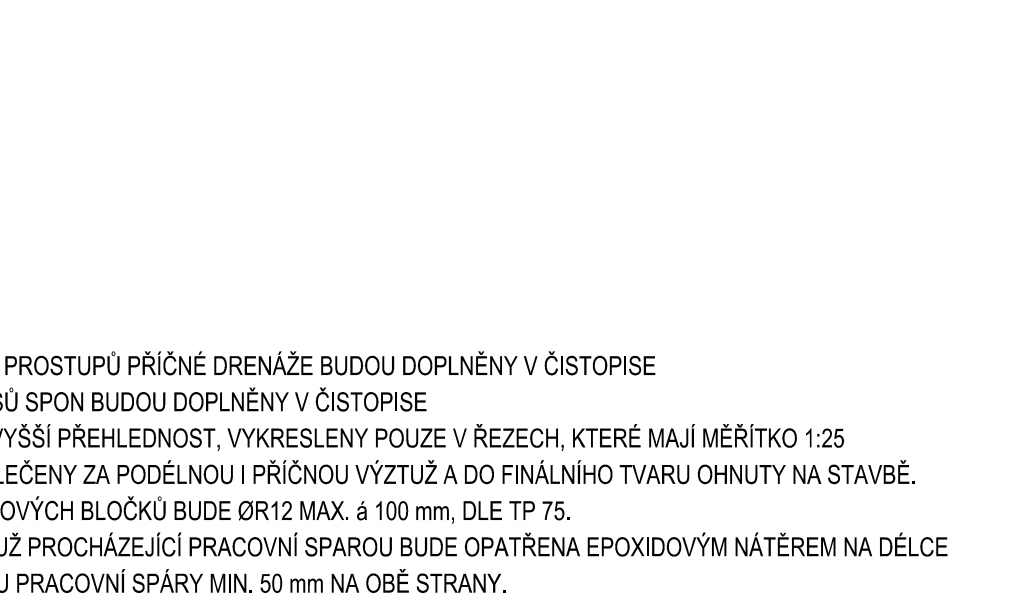 PROSTUPŮ PŘÍČNÉ DRENÁŽE BUDOU DOPLNĚNY V ČISTOPISE
SŮ SPON BUDOU DOPLNĚNY V ČISTOPISE
VYŠŠÍ PŘEHLEDNOST, VYKRESLENY POUZE V ŘEZECH, KTERÉ MAJÍ MĚŘÍTKO 1:25
LEČENY ZA PODÉLNOU I PŘÍČNOU VÝZTUŽ A DO FINÁLNÍHO TVARU OHNUTY NA STAVBĚ.
OVÝCH BLOČKŮ BUDE ØR12 MAX. á 100 mm, DLE TP 75.
UŽ PROCHÁZEJÍCÍ PRACOVNÍ SPAROU BUDE OPATŘENA EPOXIDOVÝM NÁTĚREM NA DÉLCE
U PRACOVNÍ SPÁRY MIN. 50 mm NA OBĚ STRANY.